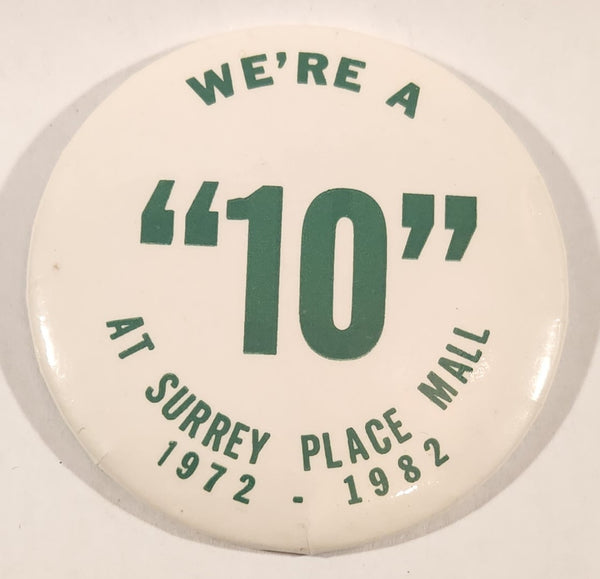 WE'RE A
“10”
AT SURREY PLACE MALL
1972 - 1982